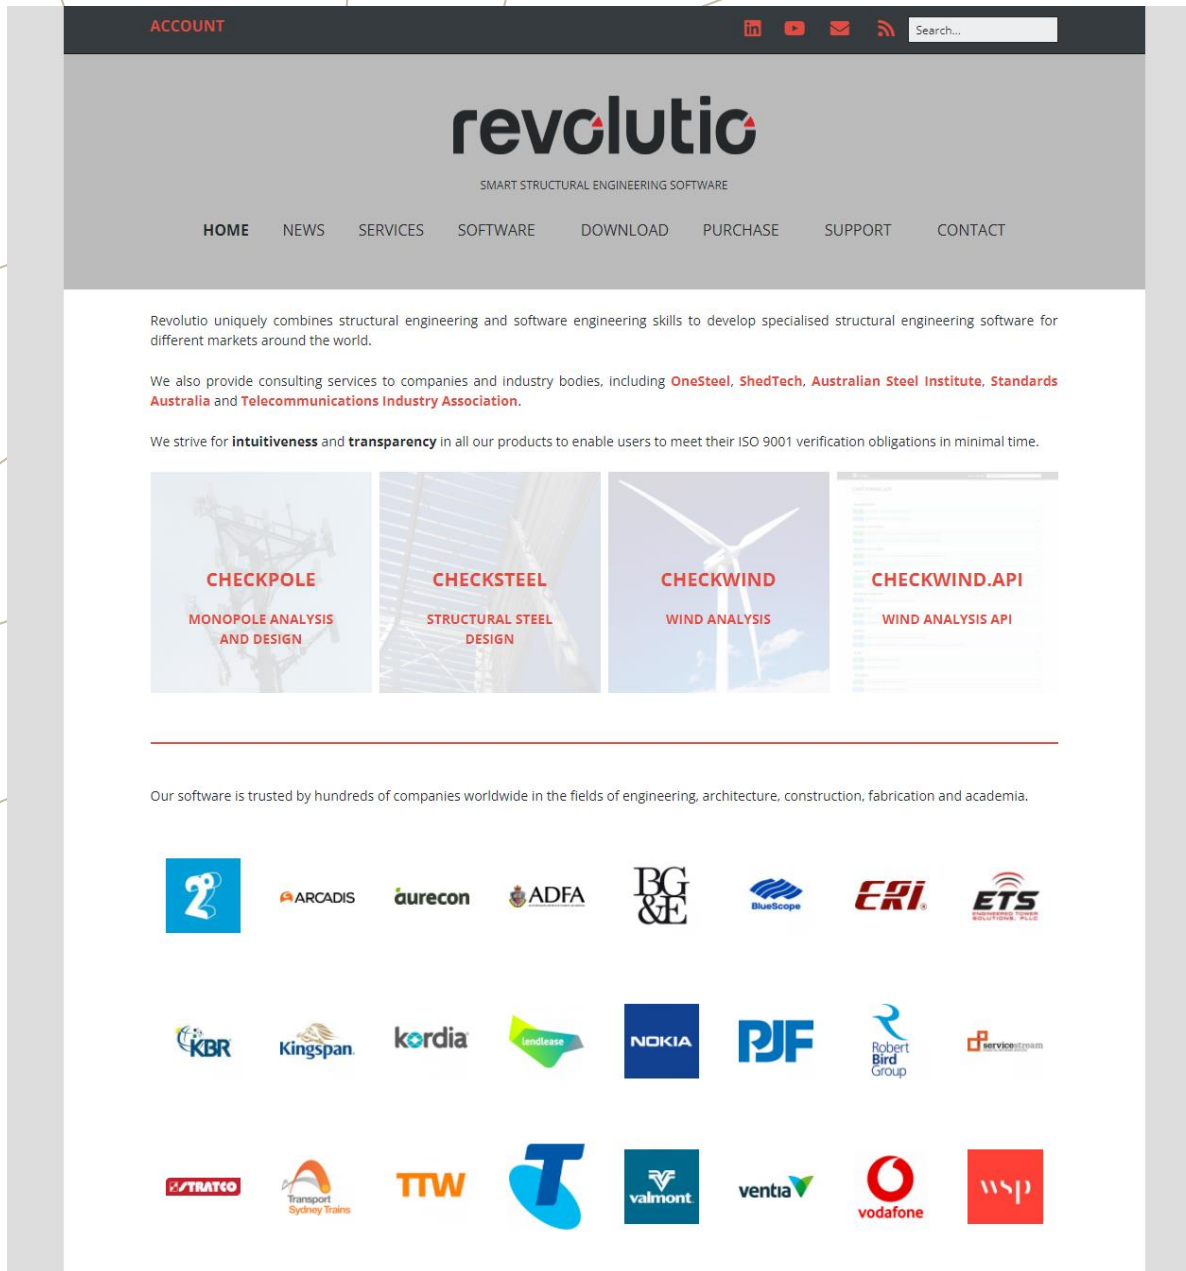 ACCOUNT
Search...
revolutio
SMART STRUCTURAL ENGINEERING SOFTWARE
HOME NEWS SERVICES SOFTWARE DOWNLOAD PURCHASE SUPPORT CONTACT
Revolutio uniquely combines structural engineering and software engineering skills to develop specialised structural engineering software for
different markets around the world.
We also provide consulting services to companies and industry bodies, including OneSteel, ShedTech, Australian Steel Institute, Standards
Australia and Telecommunications Industry Association.
We strive for intuitiveness and transparency in all our products to enable users to meet their ISO 9001 verification obligations in minimal time.
CHECKPOLE
MONOPOLE ANALYSIS
AND DESIGN
CHECKSTEEL
STRUCTURAL STEEL
DESIGN
CHECKWIND
WIND ANALYSIS
CHECKWIND.API
WIND ANALYSIS API
Our software is trusted by hundreds of companies worldwide in the fields of engineering, architecture, construction, fabrication and academia.
2°
ARCADIS
aurecon
ADFA
BG
&E
BlueScope
ERI
ETS
ENGINEERED TOWER
SOLUTIONS, PLLC
KBR
Kingspan.
kordia
lendlease
NOKIA
PJF
Robert
Bird
Group
servicestream
STRATCO
Transport
Sydney Trains
TTW
T
valmont
ventia
vodafone
wsp